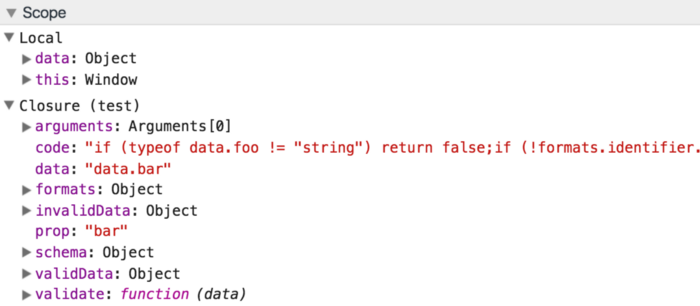 Scope
Local
data: Object
this: Window
Closure (test)
arguments: Arguments[0]
code: "if (typeof data.foo != "string") return false;if (!formats.identifier.
data: "data.bar"
formats: Object
invalidData: Object
prop: "bar"
schema: Object
validData: Object
validate: function (data)